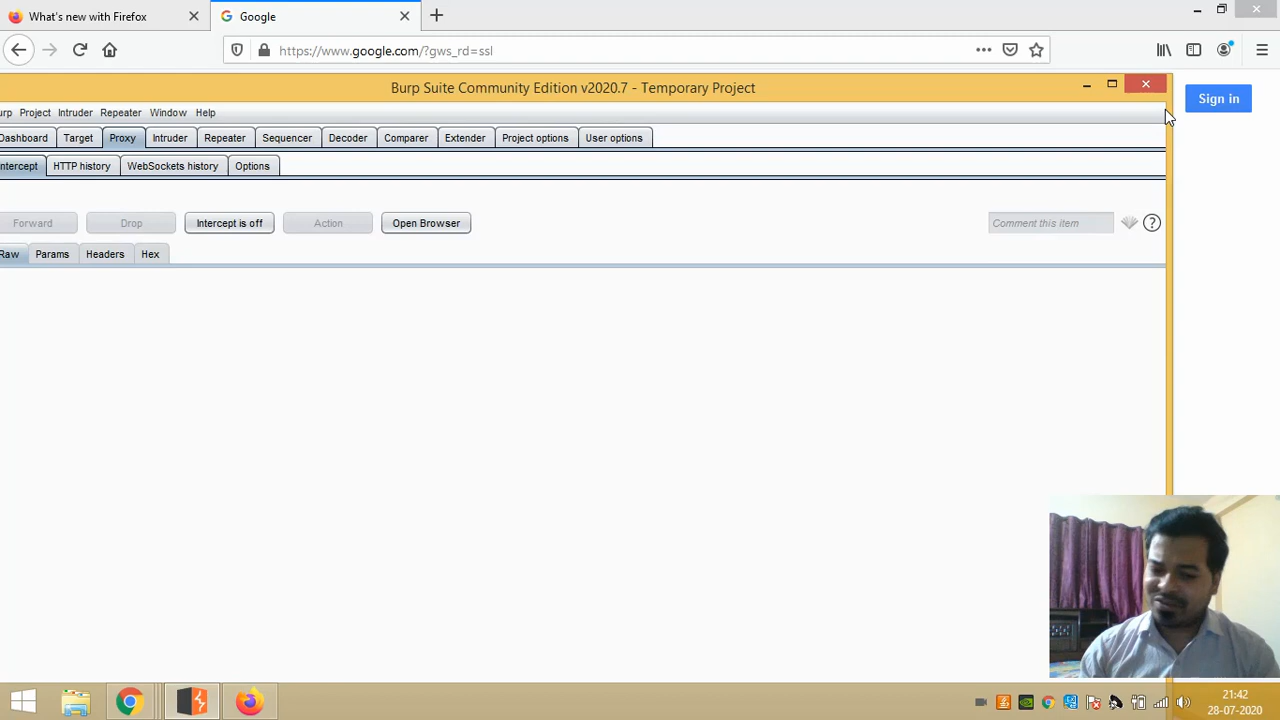 What's new with Firefox
Google
https://www.google.com/?gws_rd=ssl
Burp Suite Community Edition v2020.7 - Temporary Project
Sign in
urp Project Intruder Repeater Window Help
Dashboard Target Proxy Intruder Repeater Sequencer Decoder Comparer Extender Project options User options
ntercept HTTP history WebSockets history Options
Forward Drop Intercept is off Action Open Browser Comment this item ?
Raw Params Headers Hex
21:42
28-07-2020